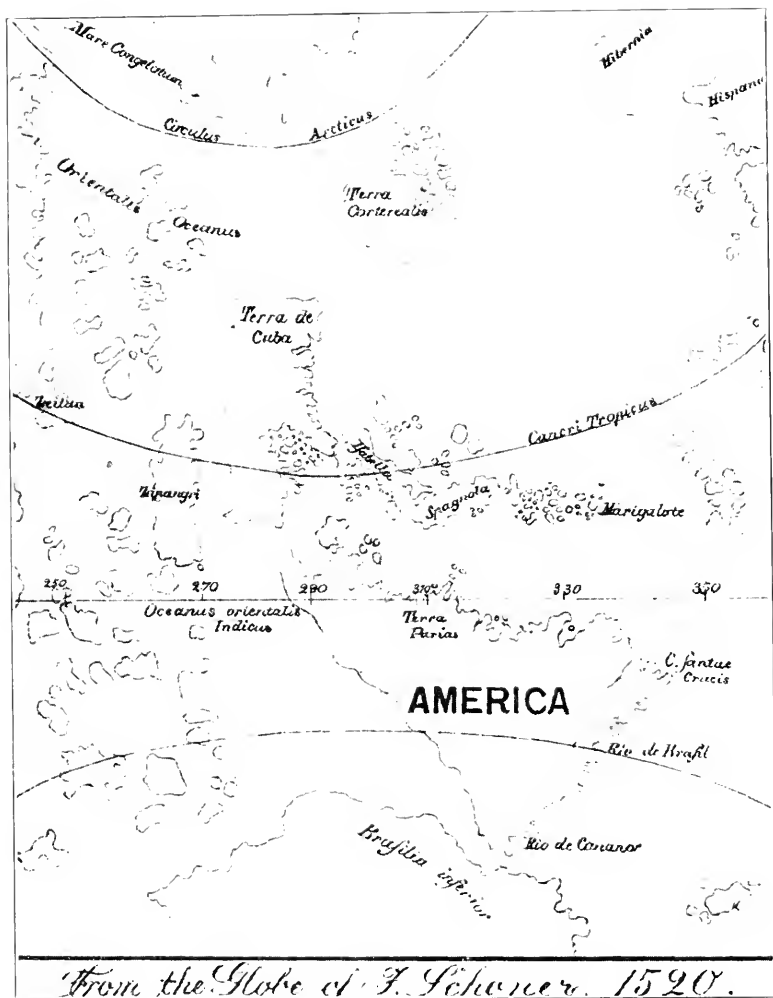 Mare Congelatum
Hibernia
Hispania
Circulus Arcticus
Orientalis Oceanus
Terra
Corterealis
Terra de
Cuba
Cancri Tropicus
Isabella
Zipangri
Spagnola
Marigalote
250 270 290 310 330 350
Oceanus orientalis
Indicus
Terra
Parias
C. santae
Crucis
AMERICA
Rio de Brasil
Rio de Cananor
Brasilia inferior
From the Globe of J. Schoner. 1520.